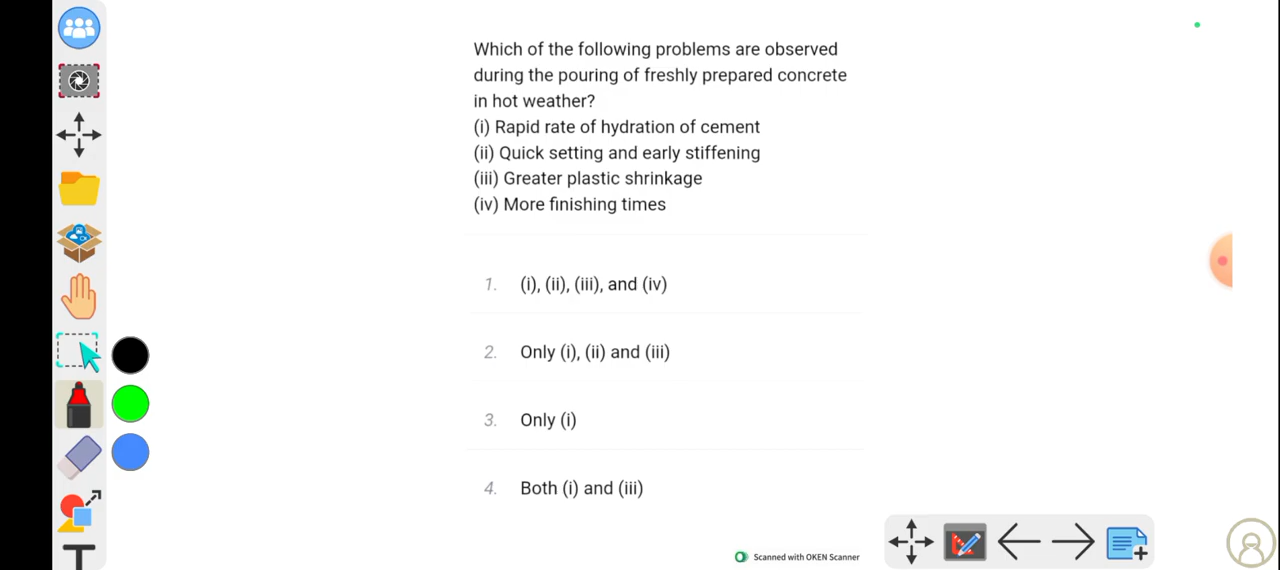 Which of the following problems are observed
during the pouring of freshly prepared concrete
in hot weather?
(i) Rapid rate of hydration of cement
(ii) Quick setting and early stiffening
(iii) Greater plastic shrinkage
(iv) More finishing times
1. (i), (ii), (iii), and (iv)
2. Only (i), (ii) and (iii)
3. Only (i)
4. Both (i) and (iii)
Scanned with OKEN Scanner
T